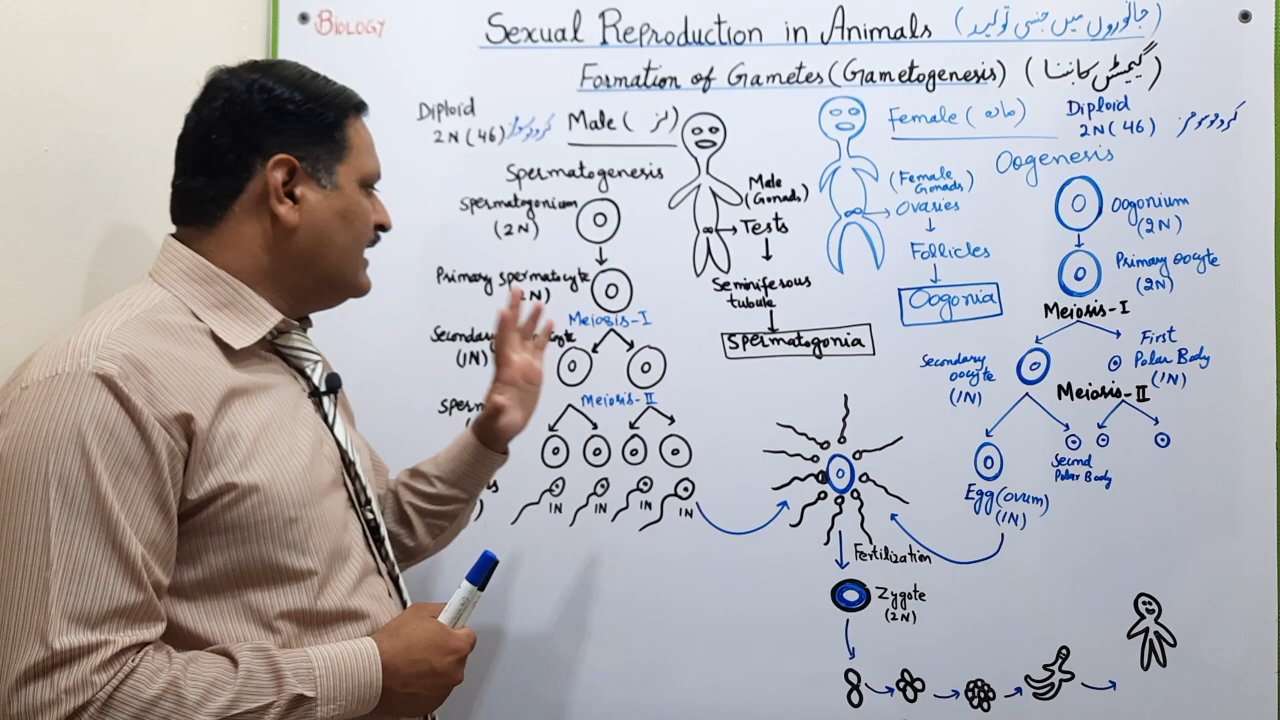 BIOLOGY
Sexual Reproduction in Animals (جانوروں میں جنسی تولید)
Formation of Gametes (Gametogenesis) (گیمیٹس کا بننا)
Diploid
2N (46) کروموسومز
Male (نر)
Spermatogenesis
Spermatogonium
(2N)
Primary spermatocyte
2N)
Meiosis-I
Secondary
(1N)
Meiosis-II
1N 1N 1N 1N
Male
(Gonads)
Tests
Seminiferous
tubule
Spermatogonia
Female (مادہ)
(Female
Gonads)
Ovaries
Follicles
Oogonia
Diploid
2N (46) کروموسومز
Oogenesis
Oogonium
(2N)
Primary oocyte
(2N)
Meiosis-I
Secondary
oocyte
(1N)
First
Polar Body
(1N)
Meiosis-II
Second
Polar Body
Egg (ovum)
(1N)
Fertilization
Zygote
(2N)